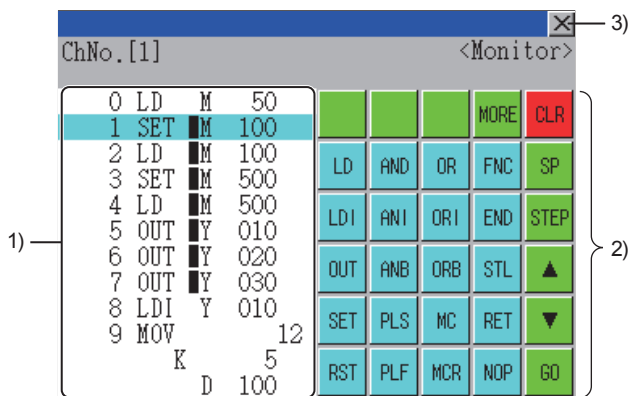 3)
ChNo.[1] <Monitor>
0 LD M 50
1 SET M 100
2 LD M 100
3 SET M 500
4 LD M 500
5 OUT Y 010
6 OUT Y 020
7 OUT Y 030
8 LDI Y 010
9 MOV 12
K 5
D 100
1)
MORE CLR
LD AND OR FNC SP
LDI ANI ORI END STEP
OUT ANB ORB STL ▲
SET PLS MC RET ▼
RST PLF MCR NOP GO
2)